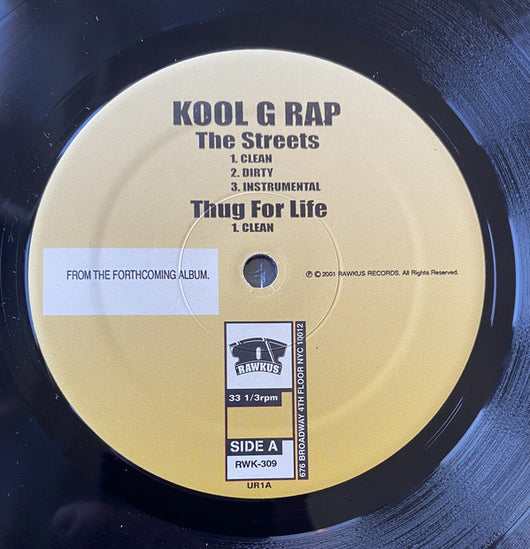 KOOL G RAP
The Streets
1. CLEAN
2. DIRTY
3. INSTRUMENTAL
Thug For Life
1. CLEAN
FROM THE FORTHCOMING ALBUM.
℗ © 2001 RAWKUS RECORDS. All Rights Reserved.
RAWKUS
33 1/3rpm
SIDE A
RWK-309
676 BROADWAY 4TH FLOOR NYC 10012
UR1A